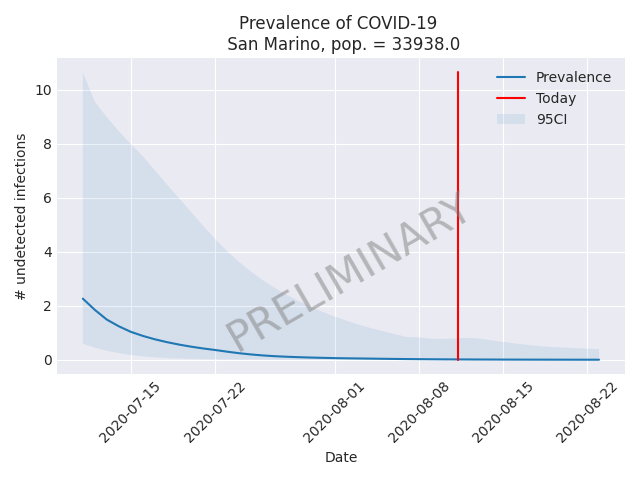 Prevalence of COVID-19
San Marino, pop. = 33938.0
Prevalence
Today
95CI
10
8
6
4
2
0
# undetected infections
PRELIMINARY
2020-07-15
2020-07-22
2020-08-01
2020-08-08
2020-08-15
2020-08-22
Date